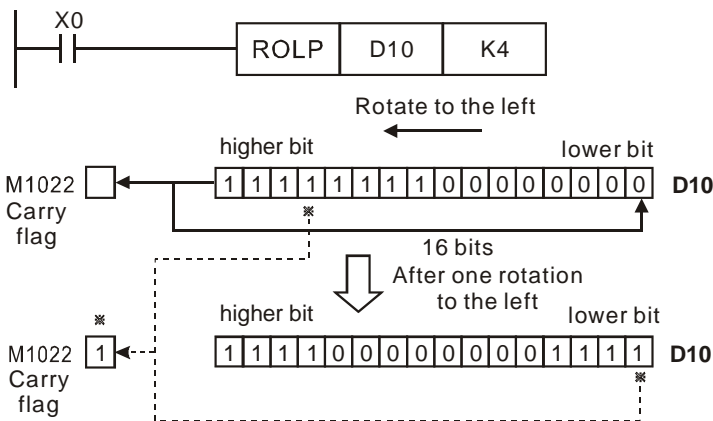 X0
ROLP D10 K4
Rotate to the left
higher bit lower bit
M1022 1 1 1 1 1 1 1 1 0 0 0 0 0 0 0 0 D10
Carry
flag
※
16 bits
After one rotation
to the left
higher bit lower bit
※
M1022 1 1 1 1 1 0 0 0 0 0 0 0 0 1 1 1 1 D10
Carry
flag
※